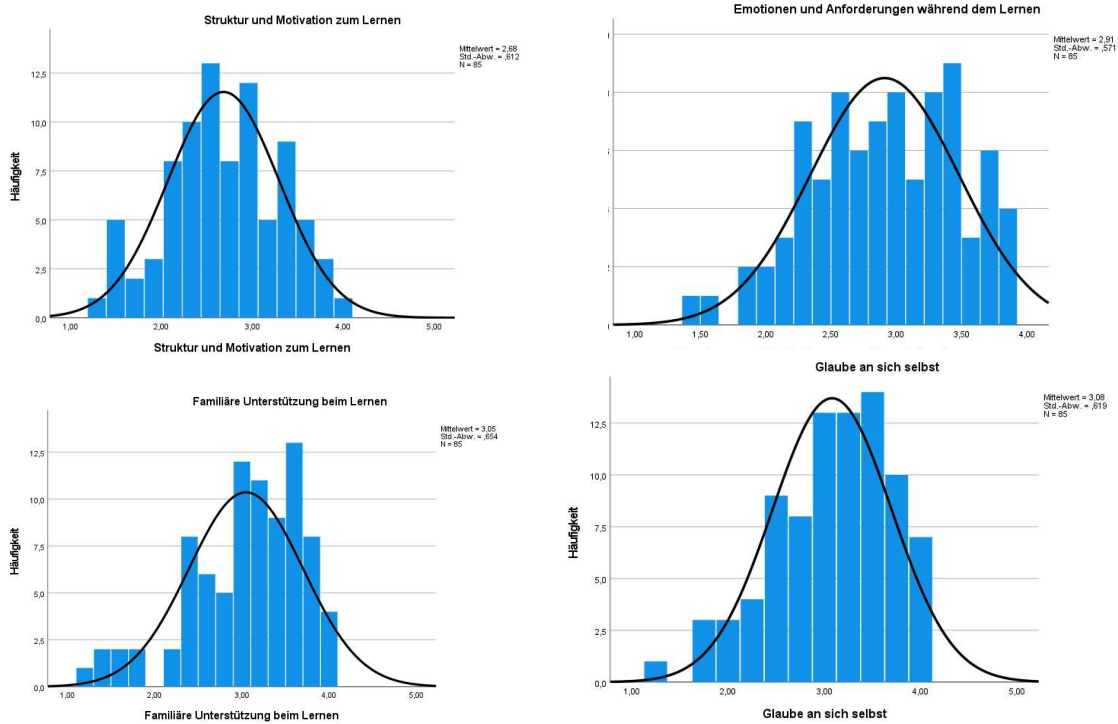 Struktur und Motivation zum Lernen
Mittelwert = 2,68
Std.-Abw. = ,612
N = 85
12,5
10,0
7,5
5,0
2,5
0,0
Häufigkeit
1,00 2,00 3,00 4,00 5,00
Struktur und Motivation zum Lernen
Emotionen und Anforderungen während dem Lernen
Mittelwert = 2,91
Std.-Abw. = ,571
N = 85
1,00 1,50 2,00 2,50 3,00 3,50 4,00
Familiäre Unterstützung beim Lernen
Mittelwert = 3,05
Std.-Abw. = ,654
N = 85
12,5
10,0
7,5
5,0
2,5
0,0
Häufigkeit
1,00 2,00 3,00 4,00 5,00
Familiäre Unterstützung beim Lernen
Glaube an sich selbst
Mittelwert = 3,08
Std.-Abw. = ,619
N = 85
12,5
10,0
7,5
5,0
2,5
0,0
Häufigkeit
1,00 2,00 3,00 4,00 5,00
Glaube an sich selbst